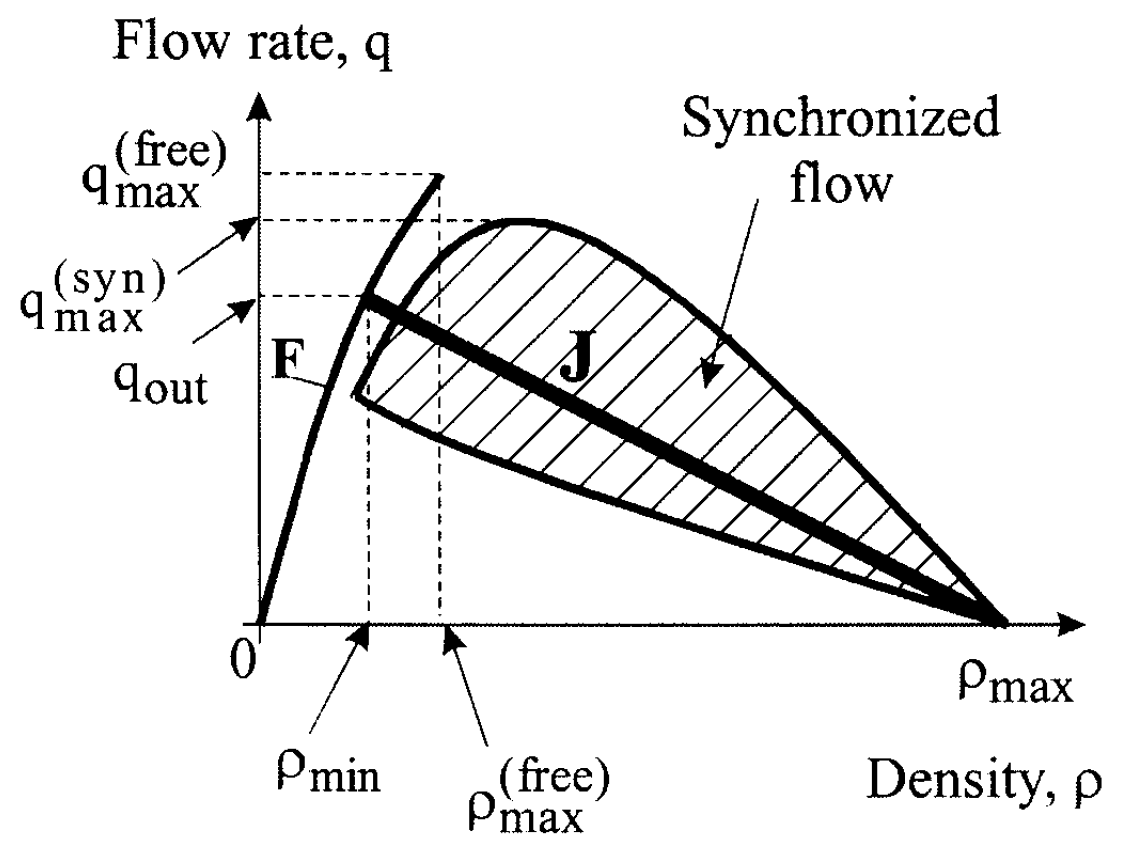 Flow rate, q
q_max^(free)
Synchronized
flow
q_max^(syn)
q_out
F
J
0
ρ_max
ρ_min
ρ_max^(free)
Density, ρ